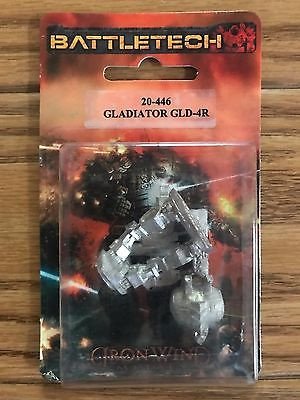 BATTLETECH
20-446
GLADIATOR GLD-4R
IRON WIND